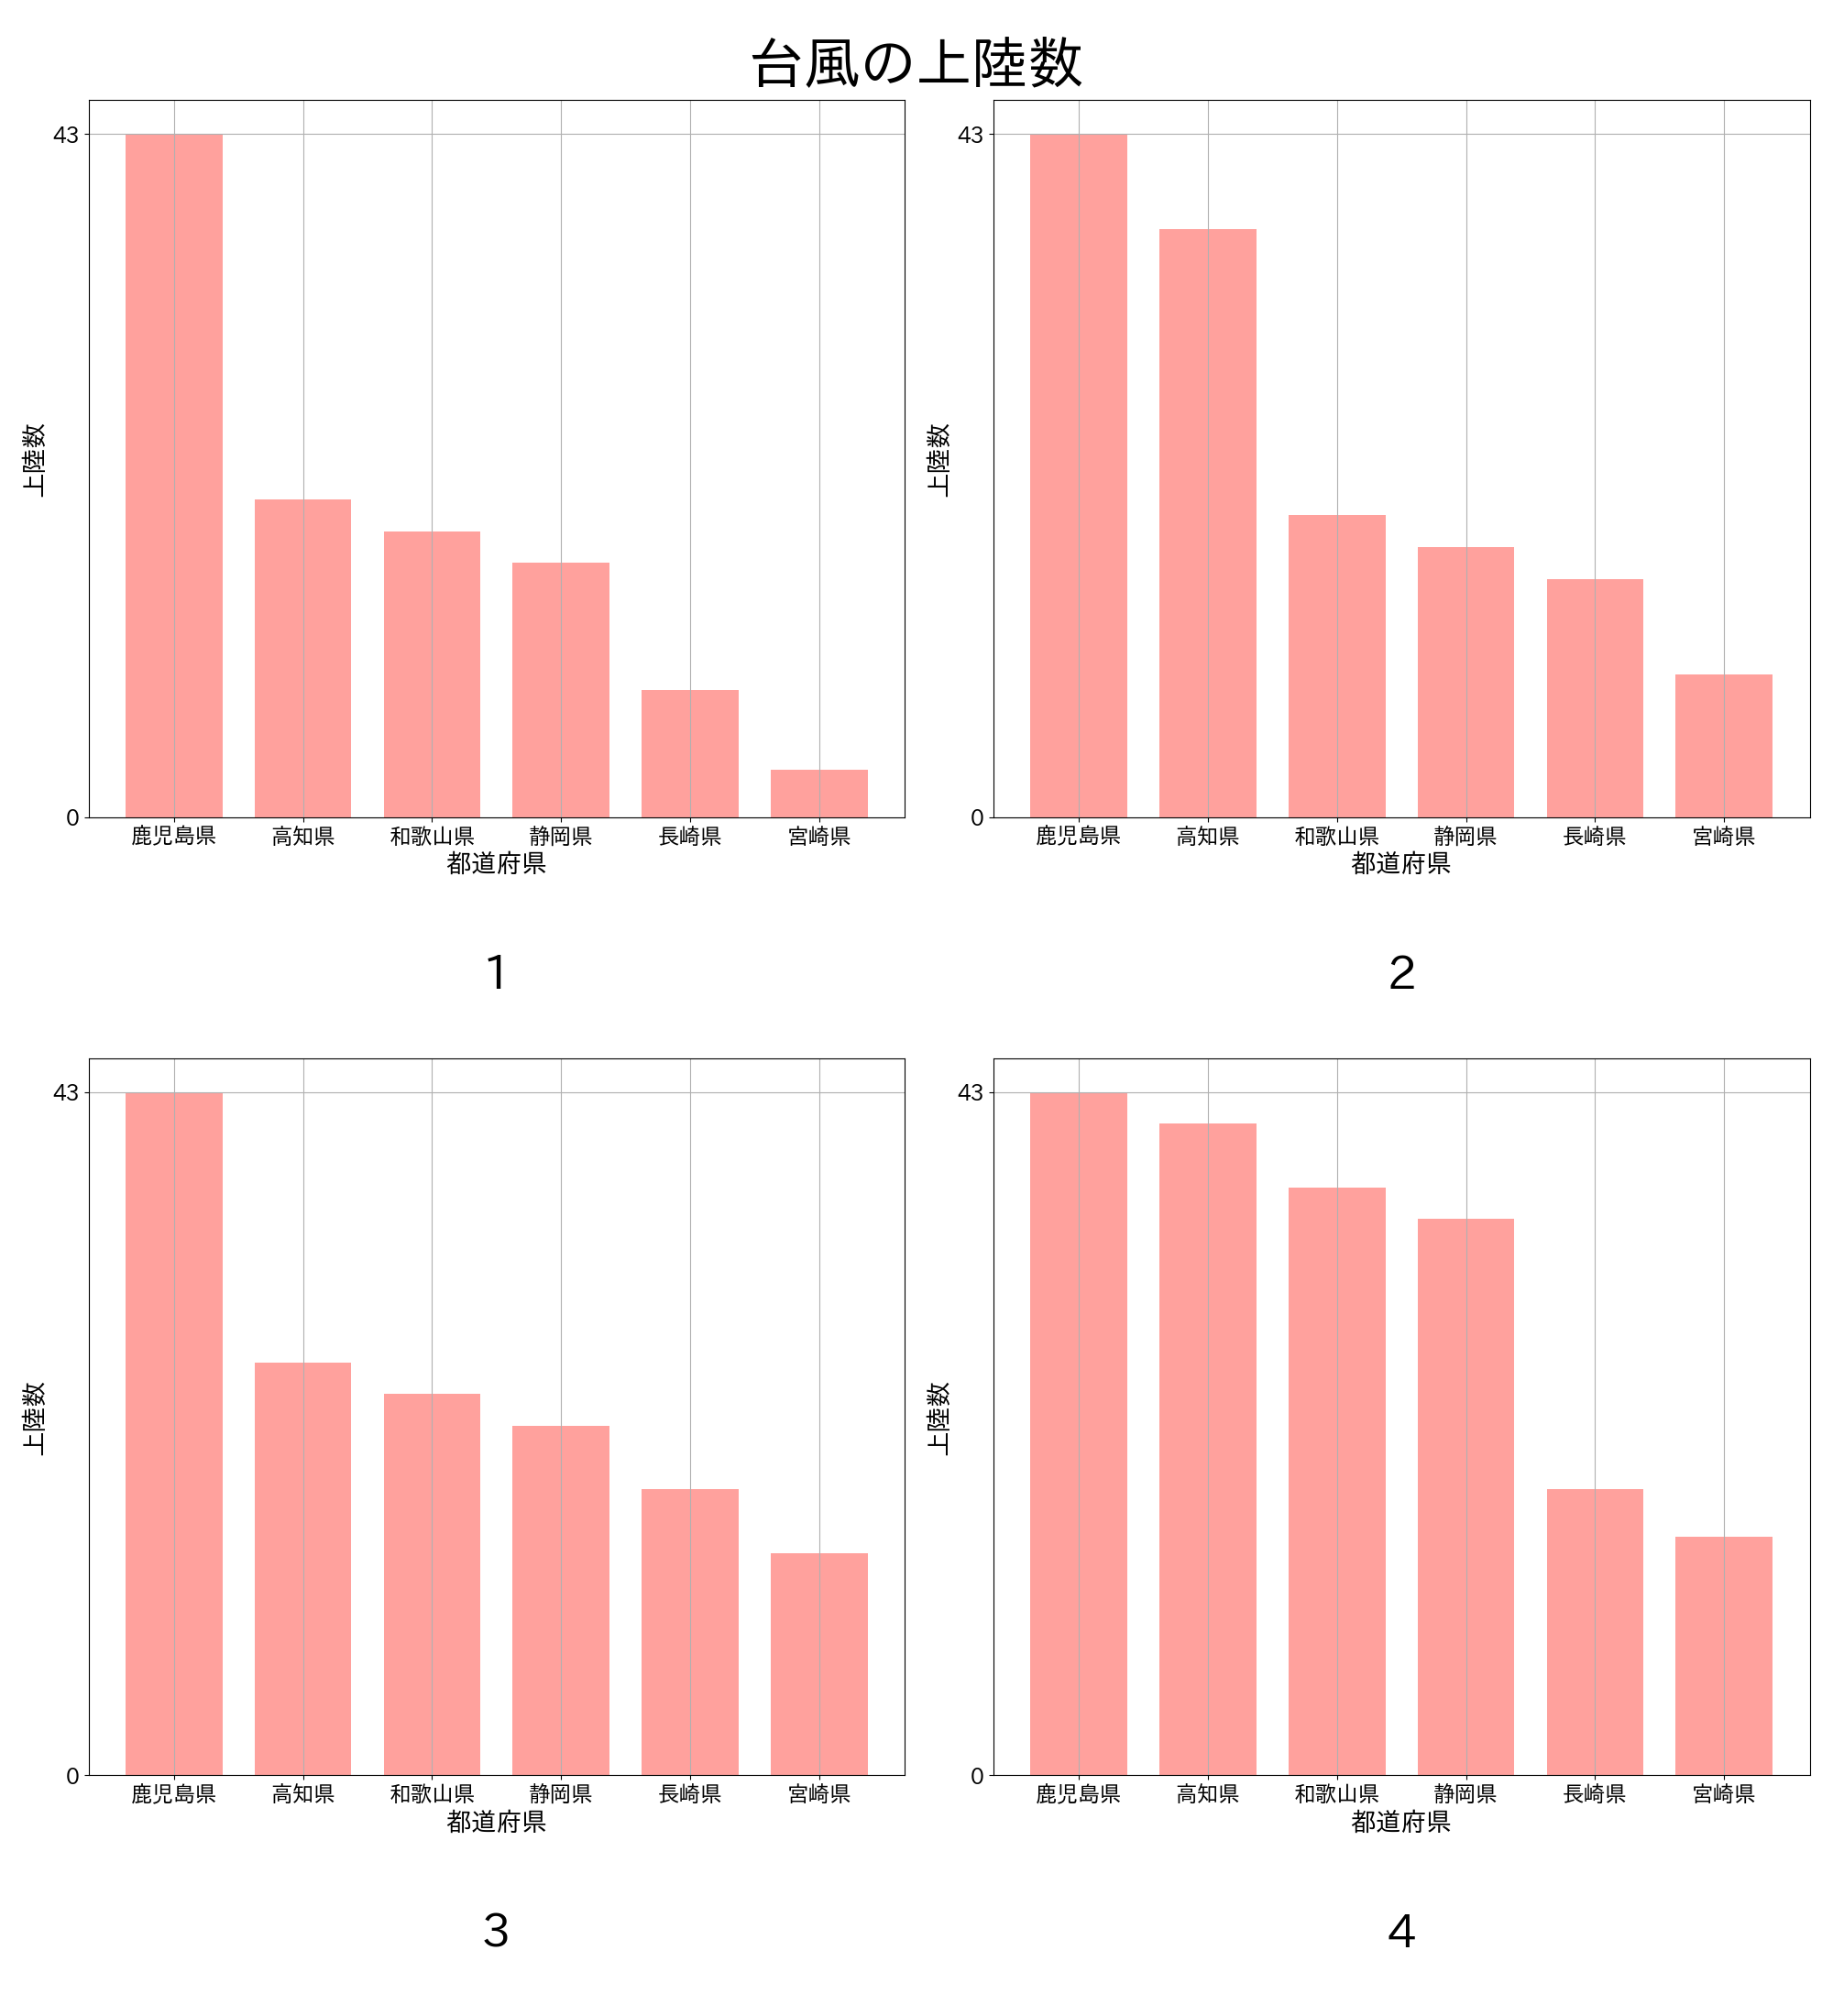 台風の上陸数
43
0
上陸数
鹿児島県 高知県 和歌山県 静岡県 長崎県 宮崎県
都道府県
1
43
0
上陸数
鹿児島県 高知県 和歌山県 静岡県 長崎県 宮崎県
都道府県
2
43
0
上陸数
鹿児島県 高知県 和歌山県 静岡県 長崎県 宮崎県
都道府県
3
43
0
上陸数
鹿児島県 高知県 和歌山県 静岡県 長崎県 宮崎県
都道府県
4